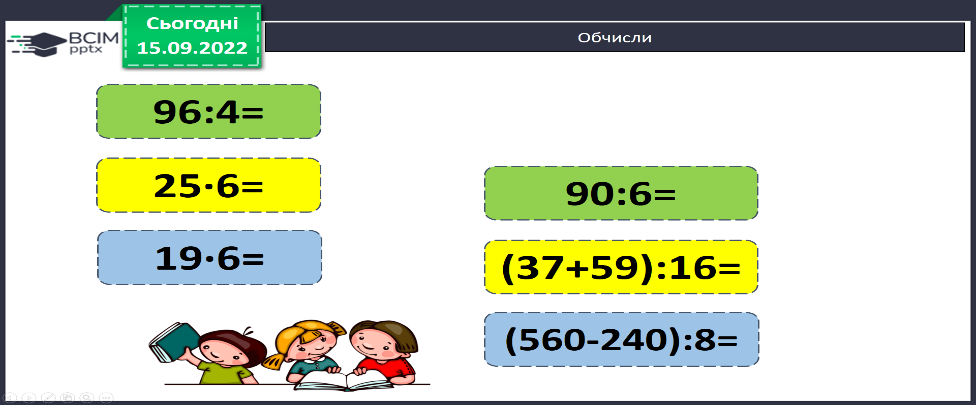 BCIM
pptx
Сьогодні
15.09.2022
Обчисли
96:4=
25·6=
19·6=
90:6=
(37+59):16=
(560-240):8=